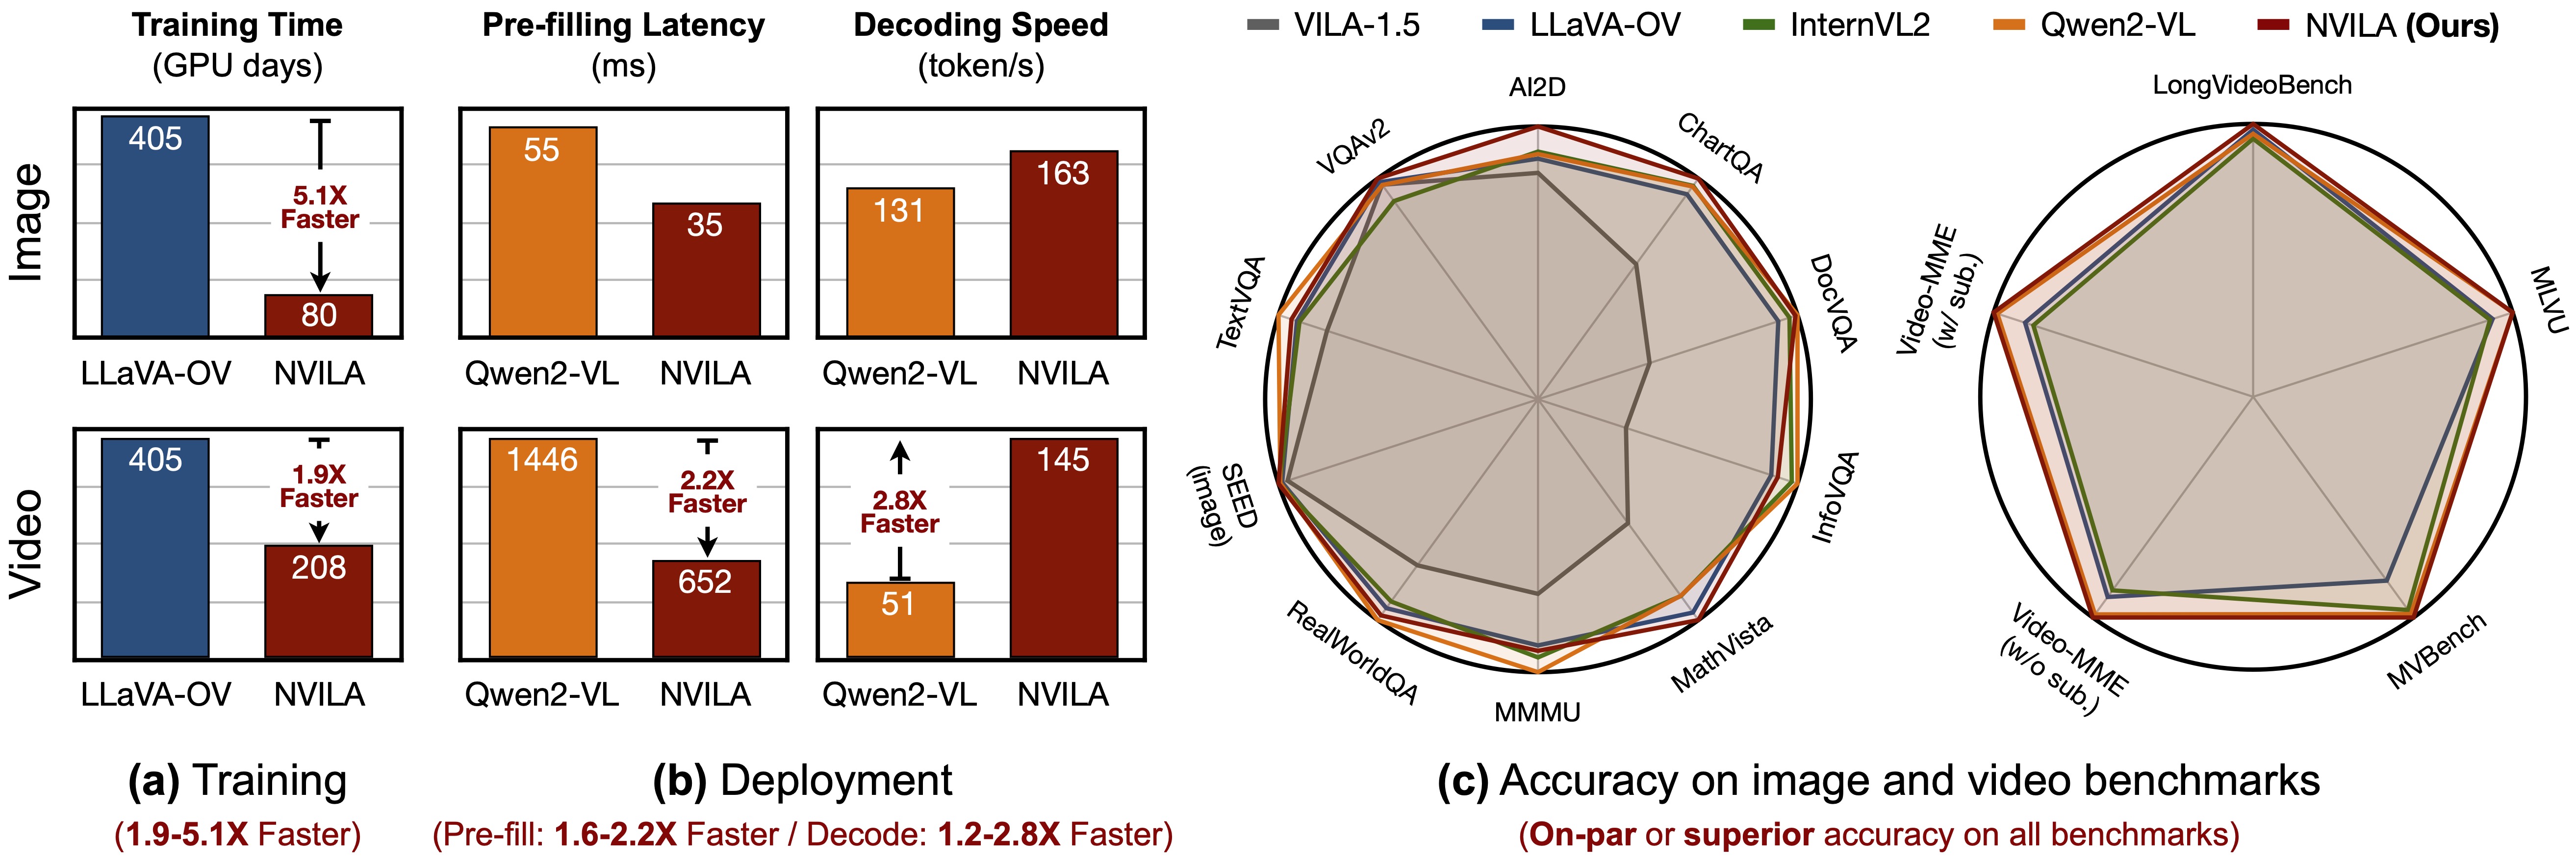 Training Time
(GPU days)
Pre-filling Latency
(ms)
Decoding Speed
(token/s)
Image
405
5.1X
Faster
80
LLaVA-OV NVILA
55
35
Qwen2-VL NVILA
131
163
Qwen2-VL NVILA
Video
405
1.9X
Faster
208
LLaVA-OV NVILA
1446
2.2X
Faster
652
Qwen2-VL NVILA
2.8X
Faster
51
145
Qwen2-VL NVILA
(a) Training
(1.9-5.1X Faster)
(b) Deployment
(Pre-fill: 1.6-2.2X Faster / Decode: 1.2-2.8X Faster)
VILA-1.5 LLaVA-OV InternVL2 Qwen2-VL NVILA (Ours)
AI2D
ChartQA
DocVQA
InfoVQA
MathVista
MMMU
RealWorldQA
SEED
(image)
TextVQA
VQAv2
LongVideoBench
MLVU
MVBench
Video-MME
(w/o sub.)
Video-MME
(w/ sub.)
(c) Accuracy on image and video benchmarks
(On-par or superior accuracy on all benchmarks)